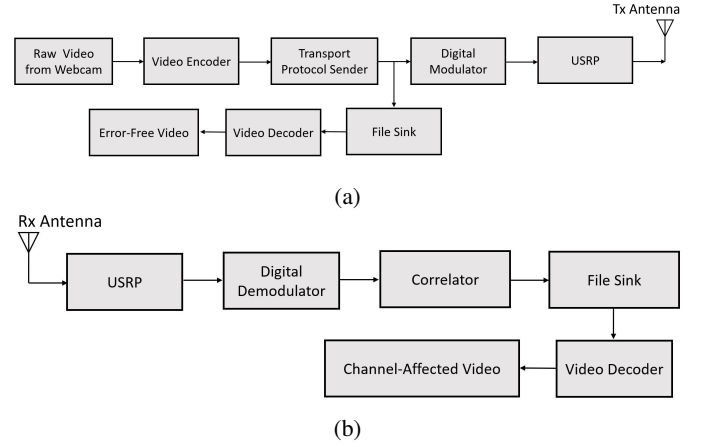 Tx Antenna
Raw Video
from Webcam
Video Encoder
Transport
Protocol Sender
Digital
Modulator
USRP
Error-Free Video
Video Decoder
File Sink
(a)
Rx Antenna
USRP
Digital
Demodulator
Correlator
File Sink
Channel-Affected Video
Video Decoder
(b)